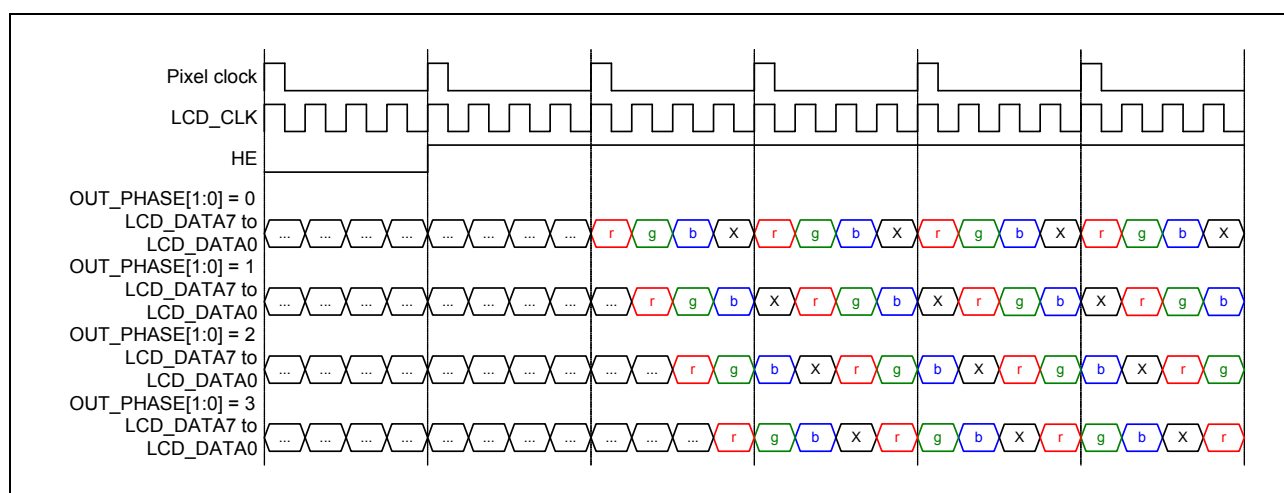 Pixel clock
LCD_CLK
HE
OUT_PHASE[1:0] = 0
LCD_DATA7 to
LCD_DATA0
... ... ... ... ... ... ... ... r g b X r g b X r g b X r g b X
OUT_PHASE[1:0] = 1
LCD_DATA7 to
LCD_DATA0
... ... ... ... ... ... ... ... ... r g b X r g b X r g b X r g b
OUT_PHASE[1:0] = 2
LCD_DATA7 to
LCD_DATA0
... ... ... ... ... ... ... ... ... ... r g b X r g b X r g b X r g
OUT_PHASE[1:0] = 3
LCD_DATA7 to
LCD_DATA0
... ... ... ... ... ... ... ... ... ... ... r g b X r g b X r g b X r